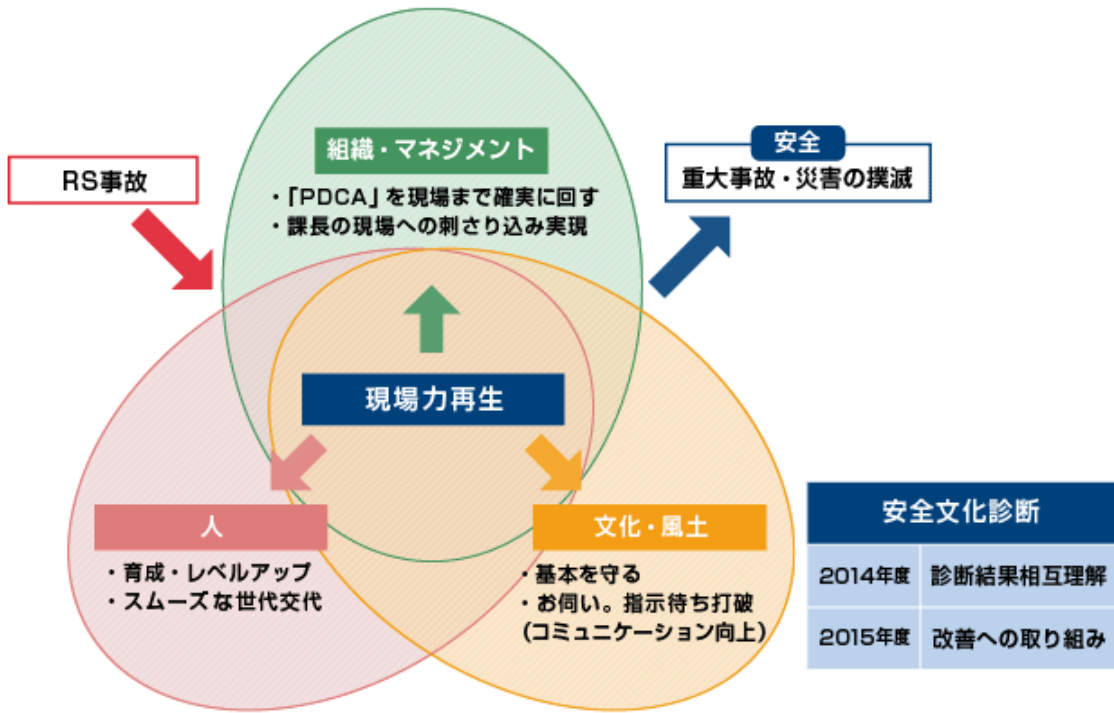 組織・マネジメント
・「PDCA」を現場まで確実に回す
・課長の現場への刺さり込み実現
RS事故
安全
重大事故・災害の撲滅
現場力再生
人
・育成・レベルアップ
・スムーズな世代交代
文化・風土
・基本を守る
・お伺い。指示待ち打破
(コミュニケーション向上)
安全文化診断
2014年度 診断結果相互理解
2015年度 改善への取り組み